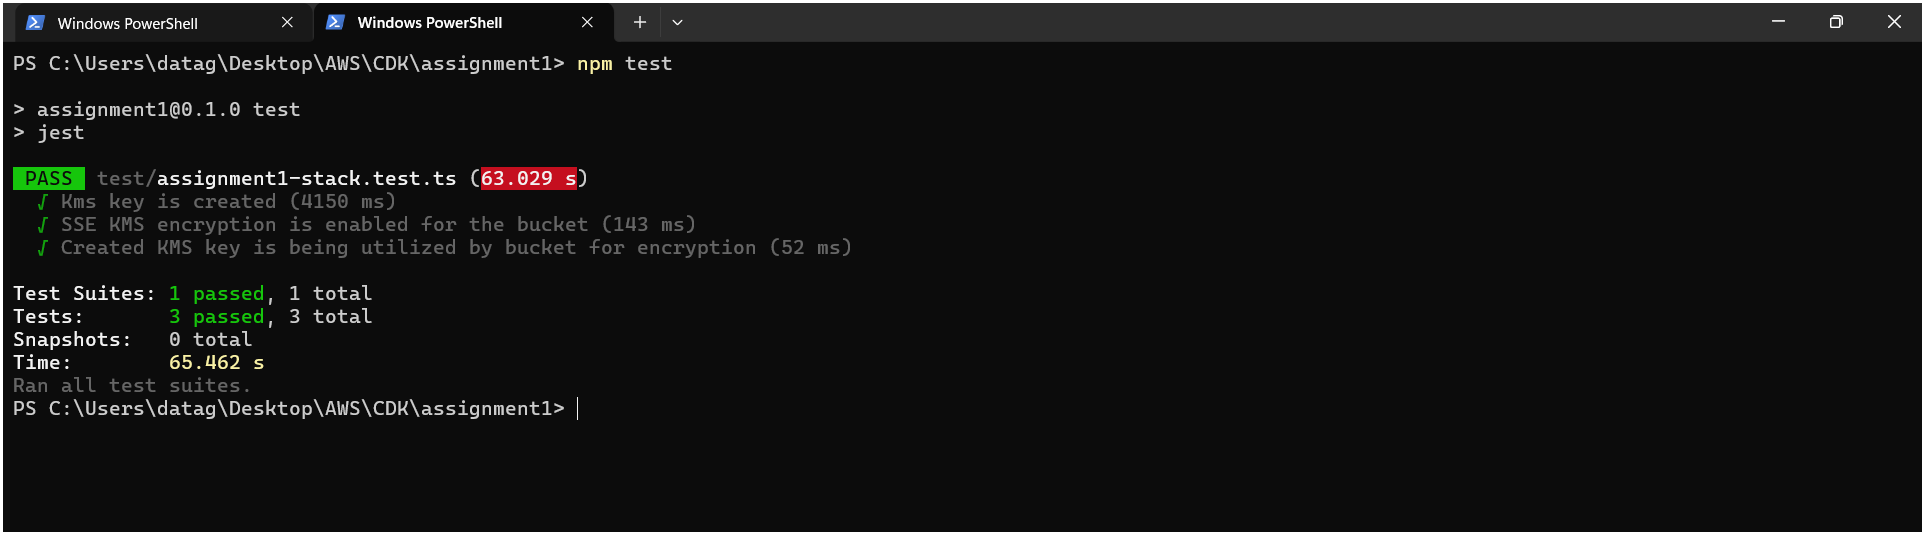 Windows PowerShell
Windows PowerShell
PS C:\Users\datag\Desktop\AWS\CDK\assignment1> npm test
> assignment1@0.1.0 test
> jest
PASS test/assignment1-stack.test.ts (63.029 s)
√ Kms key is created (4150 ms)
√ SSE KMS encryption is enabled for the bucket (143 ms)
√ Created KMS key is being utilized by bucket for encryption (52 ms)
Test Suites: 1 passed, 1 total
Tests: 3 passed, 3 total
Snapshots: 0 total
Time: 65.462 s
Ran all test suites.
PS C:\Users\datag\Desktop\AWS\CDK\assignment1>